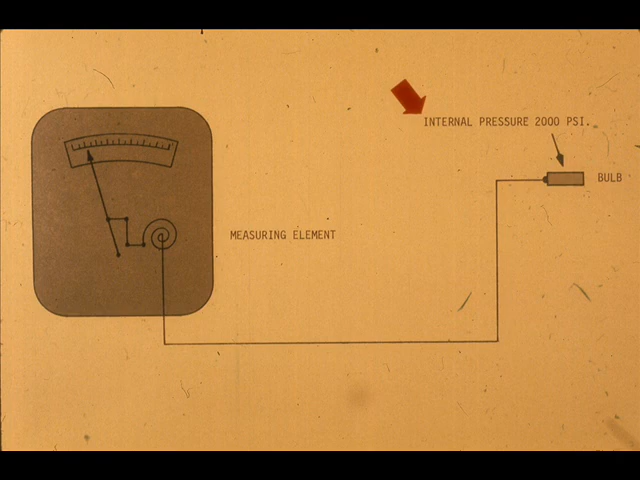 INTERNAL PRESSURE 2000 PSI.
BULB
MEASURING ELEMENT